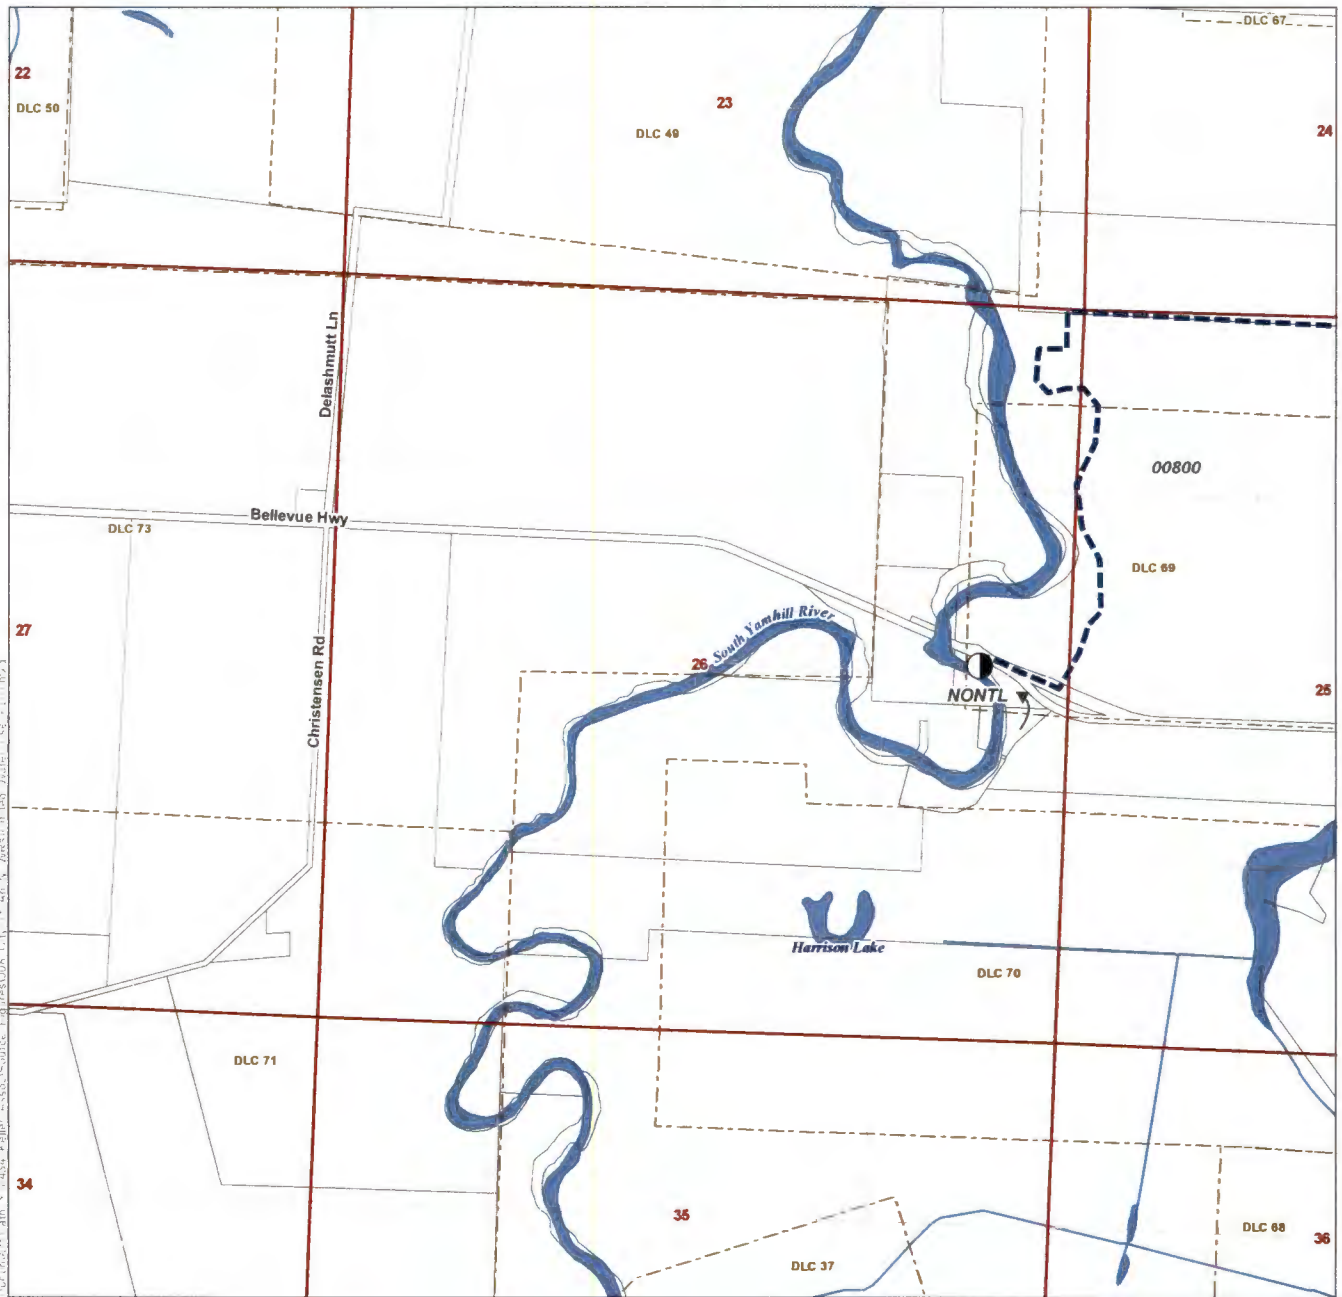 DLC 67
22
DLC 50
23
DLC 49
24
Delashmutt Ln
00800
Bellevue Hwy
DLC 73
DLC 69
27
South Yamhill River
26
Christensen Rd
NONTL
25
Harrison Lake
DLC 70
DLC 71
34
35
DLC 68
36
DLC 37